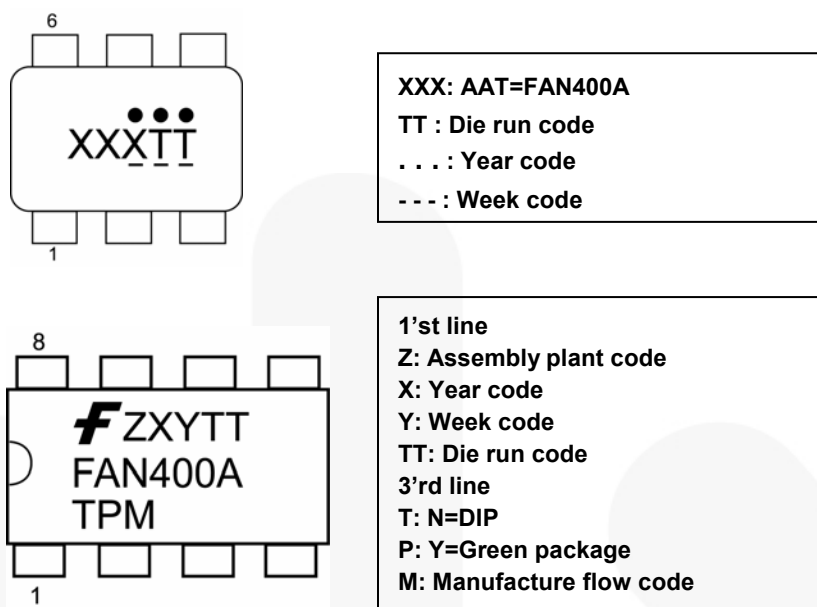 6
XXXTT
1
XXX: AAT=FAN400A
TT : Die run code
. . . : Year code
- - - : Week code
8
ZXYTT
FAN400A
TPM
1
1’st line
Z: Assembly plant code
X: Year code
Y: Week code
TT: Die run code
3’rd line
T: N=DIP
P: Y=Green package
M: Manufacture flow code